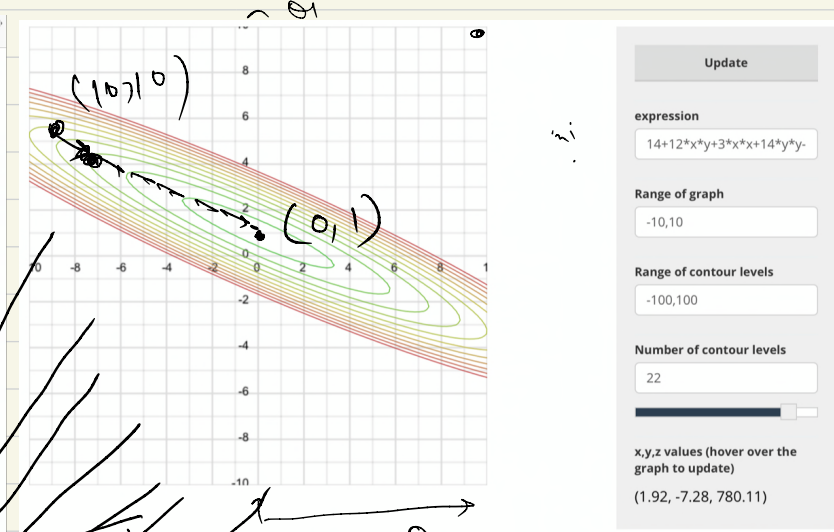 θ1
10
8
(10,10)
6
4
2
(0,1)
0
10 -8 -6 -4 -2 0 2 4 6 8 1
-2
-4
-6
-8
-10
Update
expression
14+12*x*y+3*x*x+14*y*y-
Range of graph
-10,10
Range of contour levels
-100,100
Number of contour levels
22
x,y,z values (hover over the
graph to update)
(1.92, -7.28, 780.11)